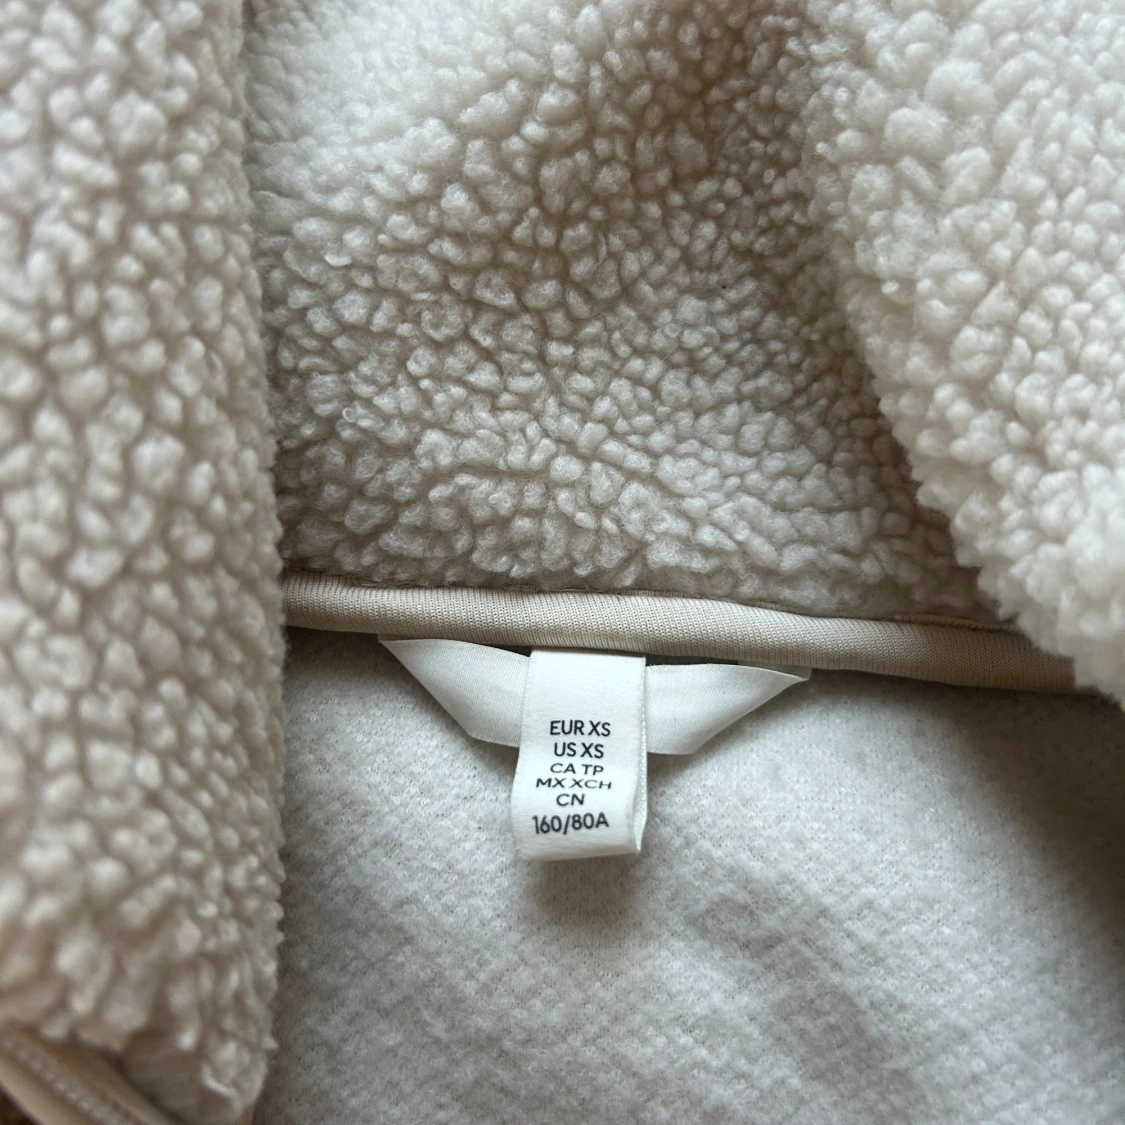 EUR XS
US XS
CA TP
MX XCH
CN
160/80A